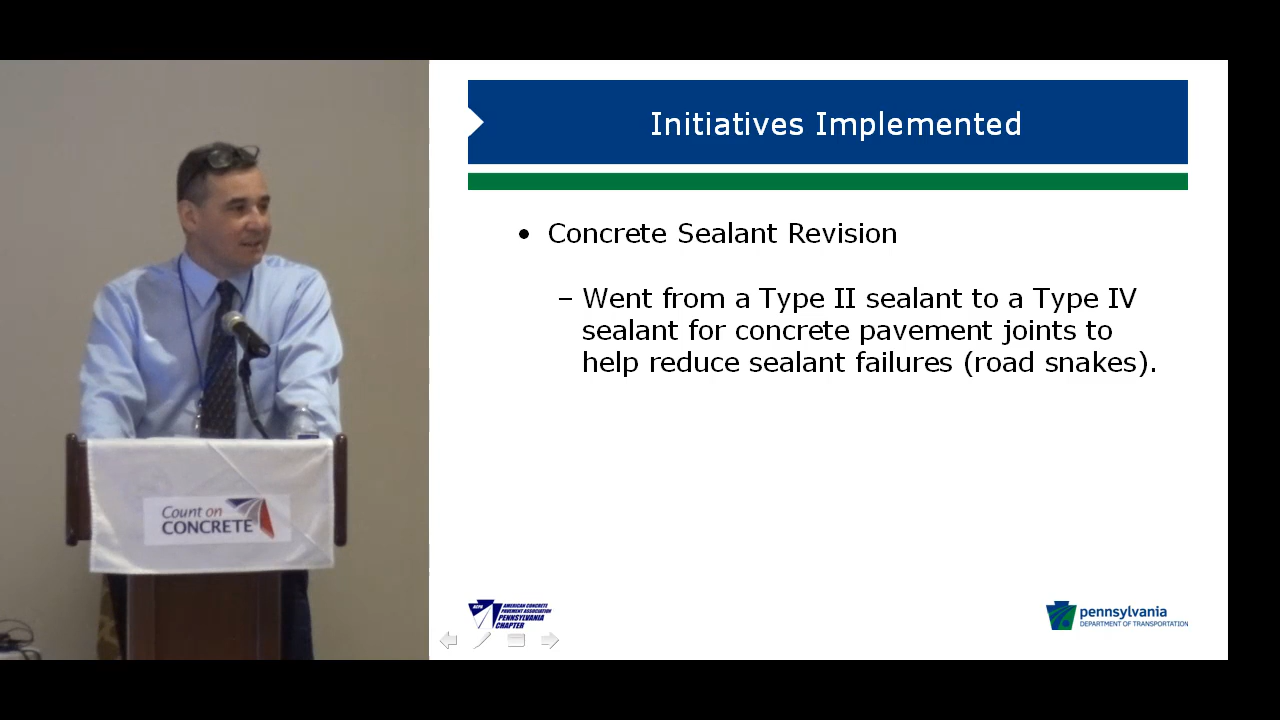 Initiatives Implemented
• Concrete Sealant Revision
– Went from a Type II sealant to a Type IV
sealant for concrete pavement joints to
help reduce sealant failures (road snakes).
Count on
CONCRETE
ACPA
AMERICAN CONCRETE
PAVEMENT ASSOCIATION
PENNSYLVANIA
CHAPTER
pennsylvania
DEPARTMENT OF TRANSPORTATION